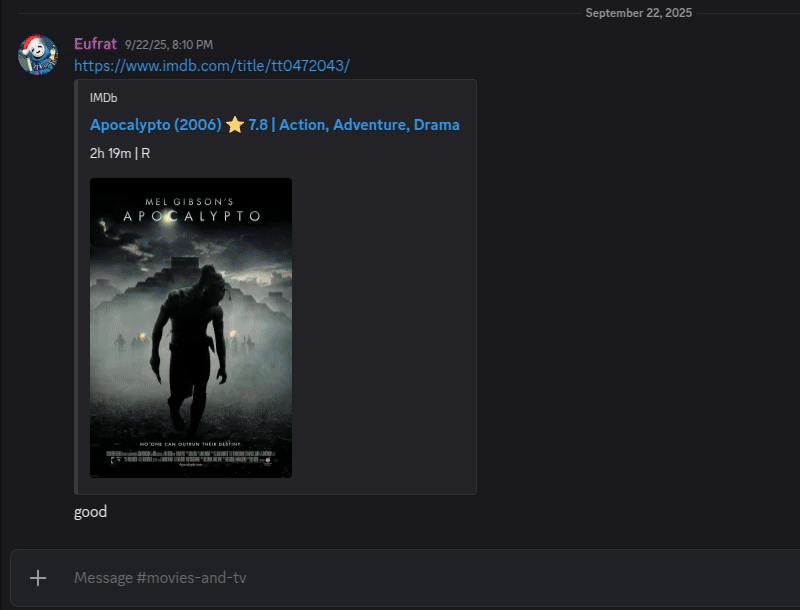 September 22, 2025
Eufrat 9/22/25, 8:10 PM
https://www.imdb.com/title/tt0472043/
IMDb
Apocalypto (2006) ⭐ 7.8 | Action, Adventure, Drama
2h 19m | R
MEL GIBSON'S
APOCALYPTO
NO ONE CAN OUTRUN THEIR DESTINY.
good
Message #movies-and-tv